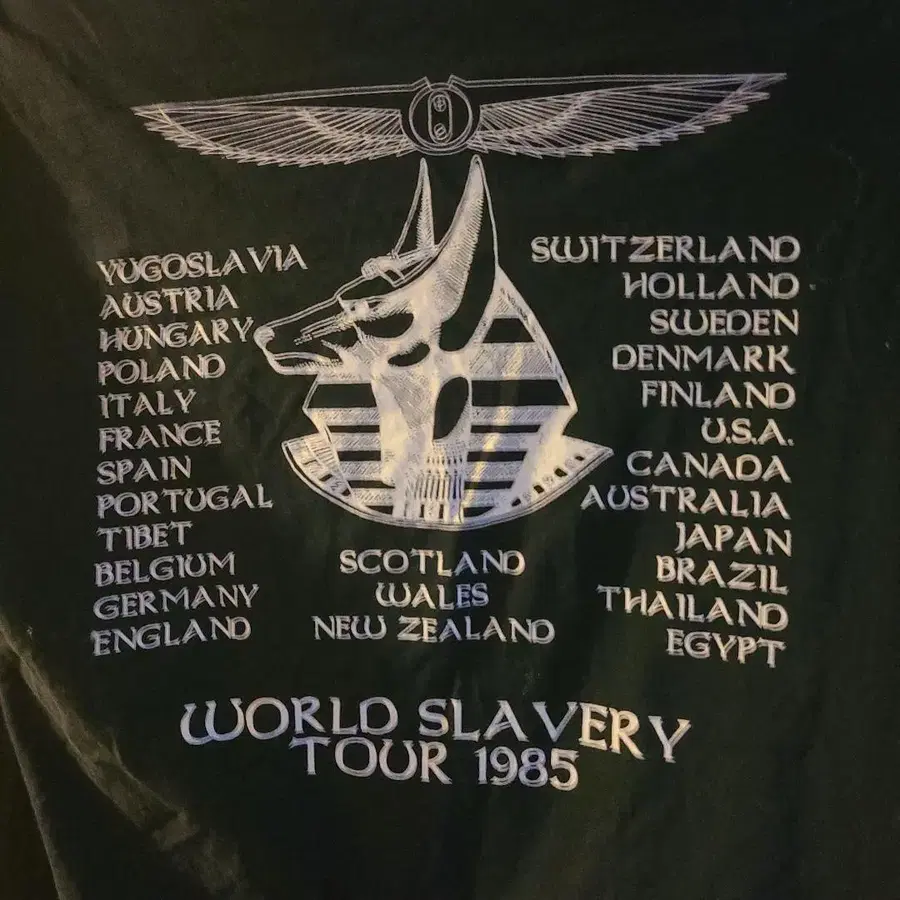 YUGOSLAVIA
AUSTRIA
HUNGARY
POLAND
ITALY
FRANCE
SPAIN
PORTUGAL
TIBET
BELGIUM
GERMANY
ENGLAND
SCOTLAND
WALES
NEW ZEALAND
SWITZERLAND
HOLLAND
SWEDEN
DENMARK
FINLAND
U.S.A.
CANADA
AUSTRALIA
JAPAN
BRAZIL
THAILAND
EGYPT
WORLD SLAVERY
TOUR 1985